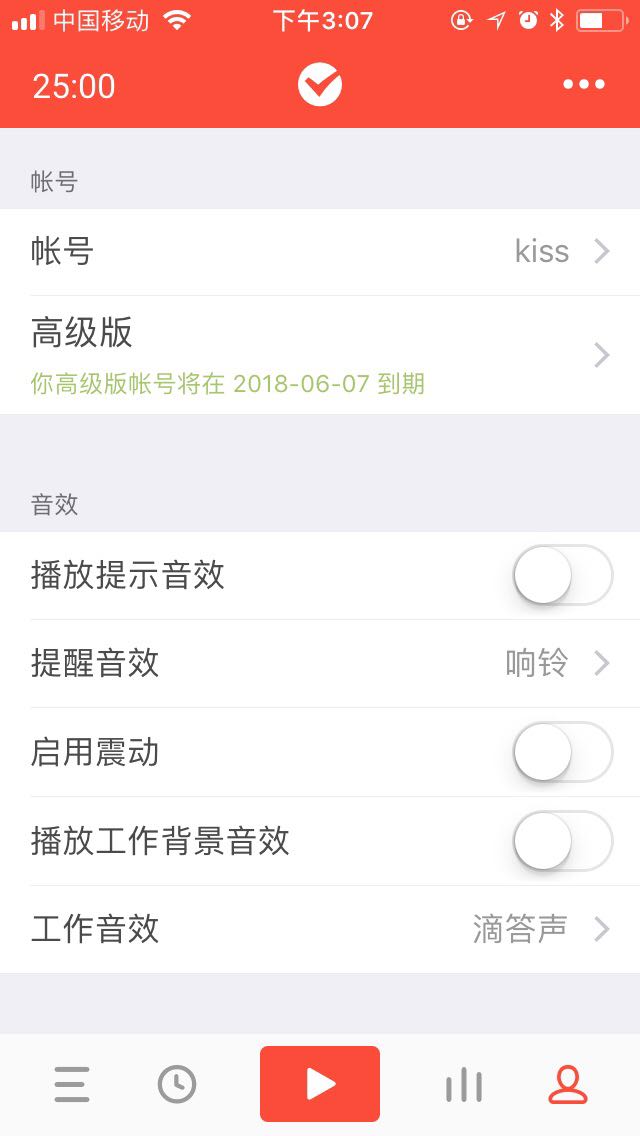 中国移动
下午3:07
25:00
帐号
帐号
kiss
高级版
你高级版帐号将在 2018-06-07 到期
音效
播放提示音效
提醒音效
响铃
启用震动
播放工作背景音效
工作音效
滴答声